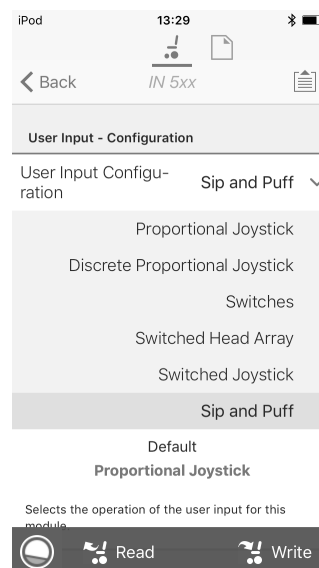 iPod
13:29
Back
IN 5xx
User Input - Configuration
User Input Configu-
ration
Sip and Puff
Proportional Joystick
Discrete Proportional Joystick
Switches
Switched Head Array
Switched Joystick
Sip and Puff
Default
Proportional Joystick
Selects the operation of the user input for this
module
Read
Write